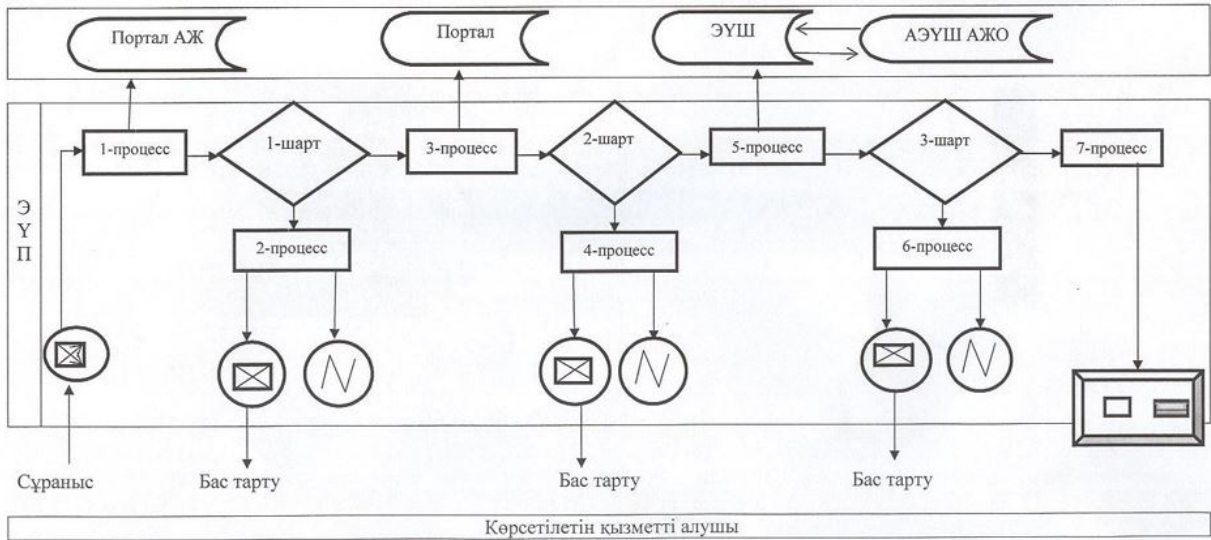 Портал АЖ
Портал
ЭҮШ
АЭҮШ АЖО
1-процесс
1-шарт
3-процесс
2-шарт
5-процесс
3-шарт
7-процесс
ЭҮП
2-процесс
4-процесс
6-процесс
Сұраныс
Бас тарту
Бас тарту
Бас тарту
Көрсетілетін қызметті алушы